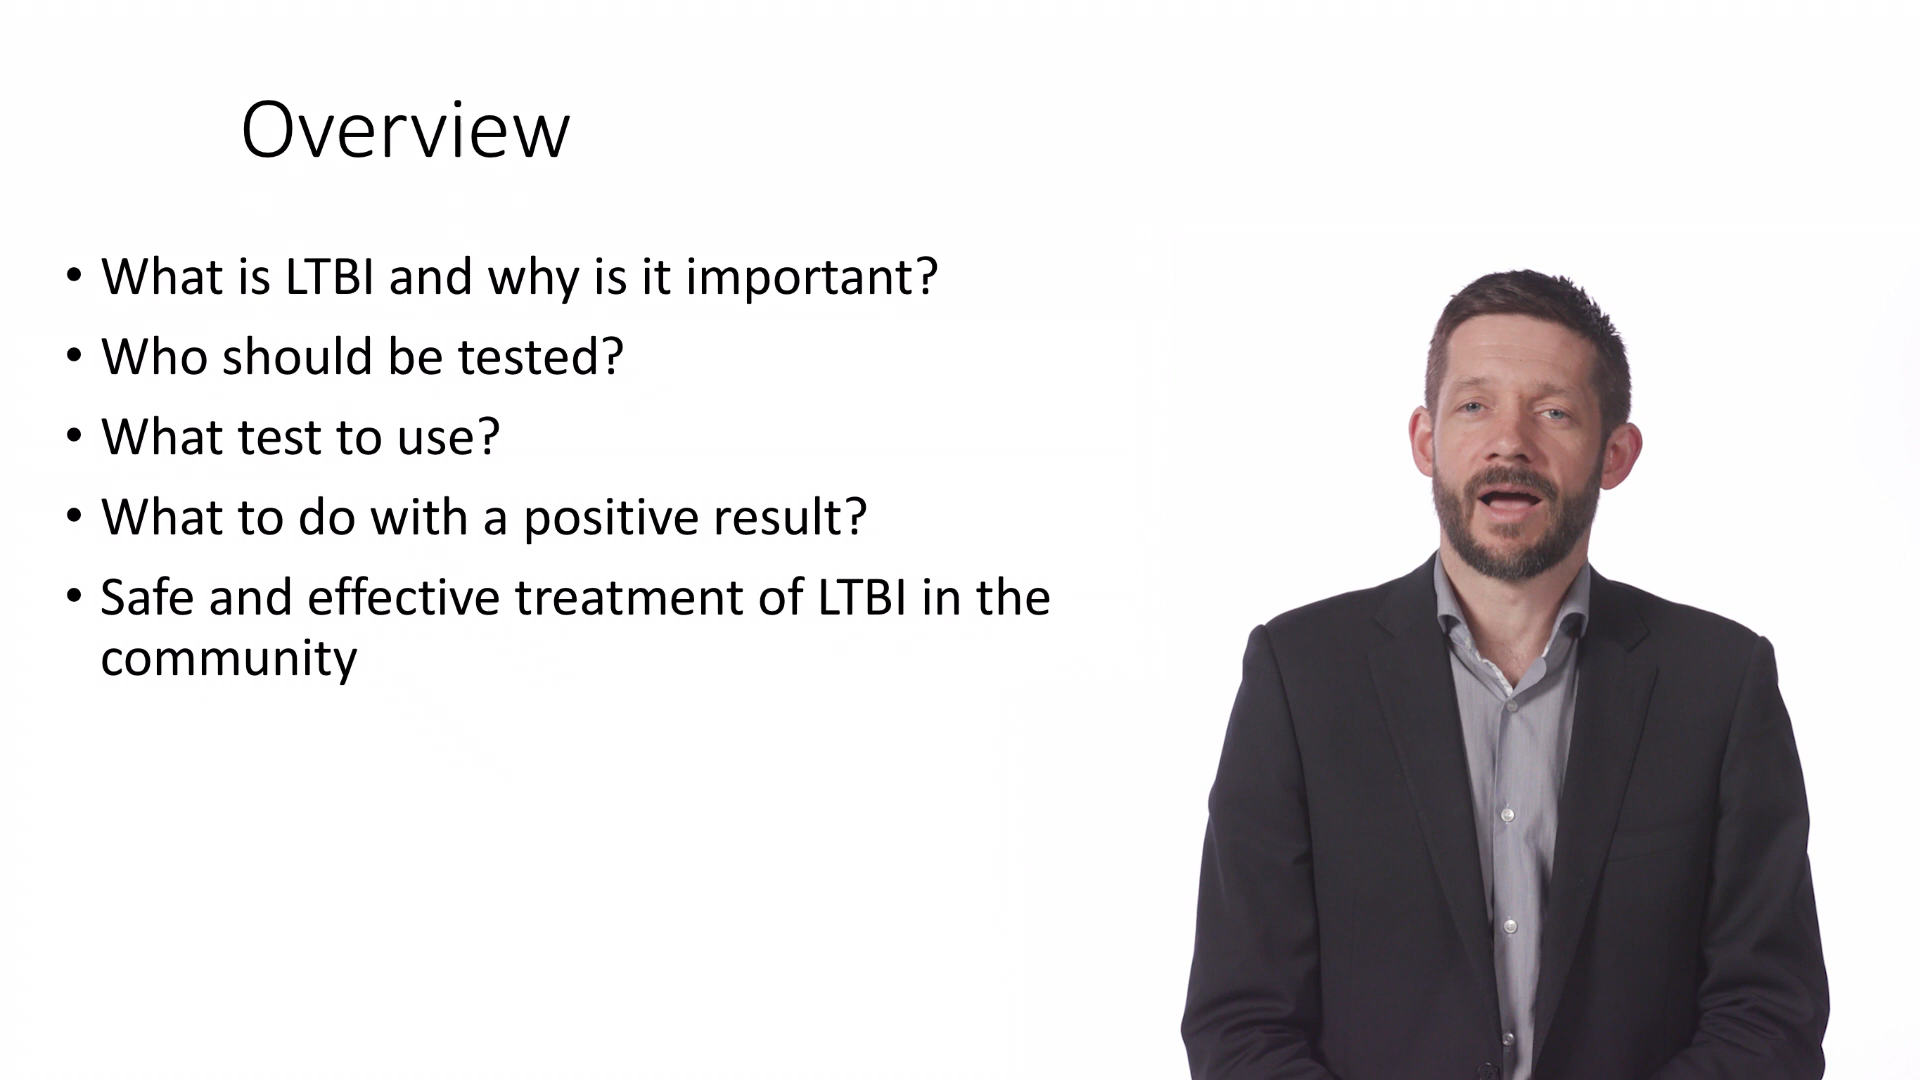 Overview
• What is LTBI and why is it important?
• Who should be tested?
• What test to use?
• What to do with a positive result?
• Safe and effective treatment of LTBI in the
community